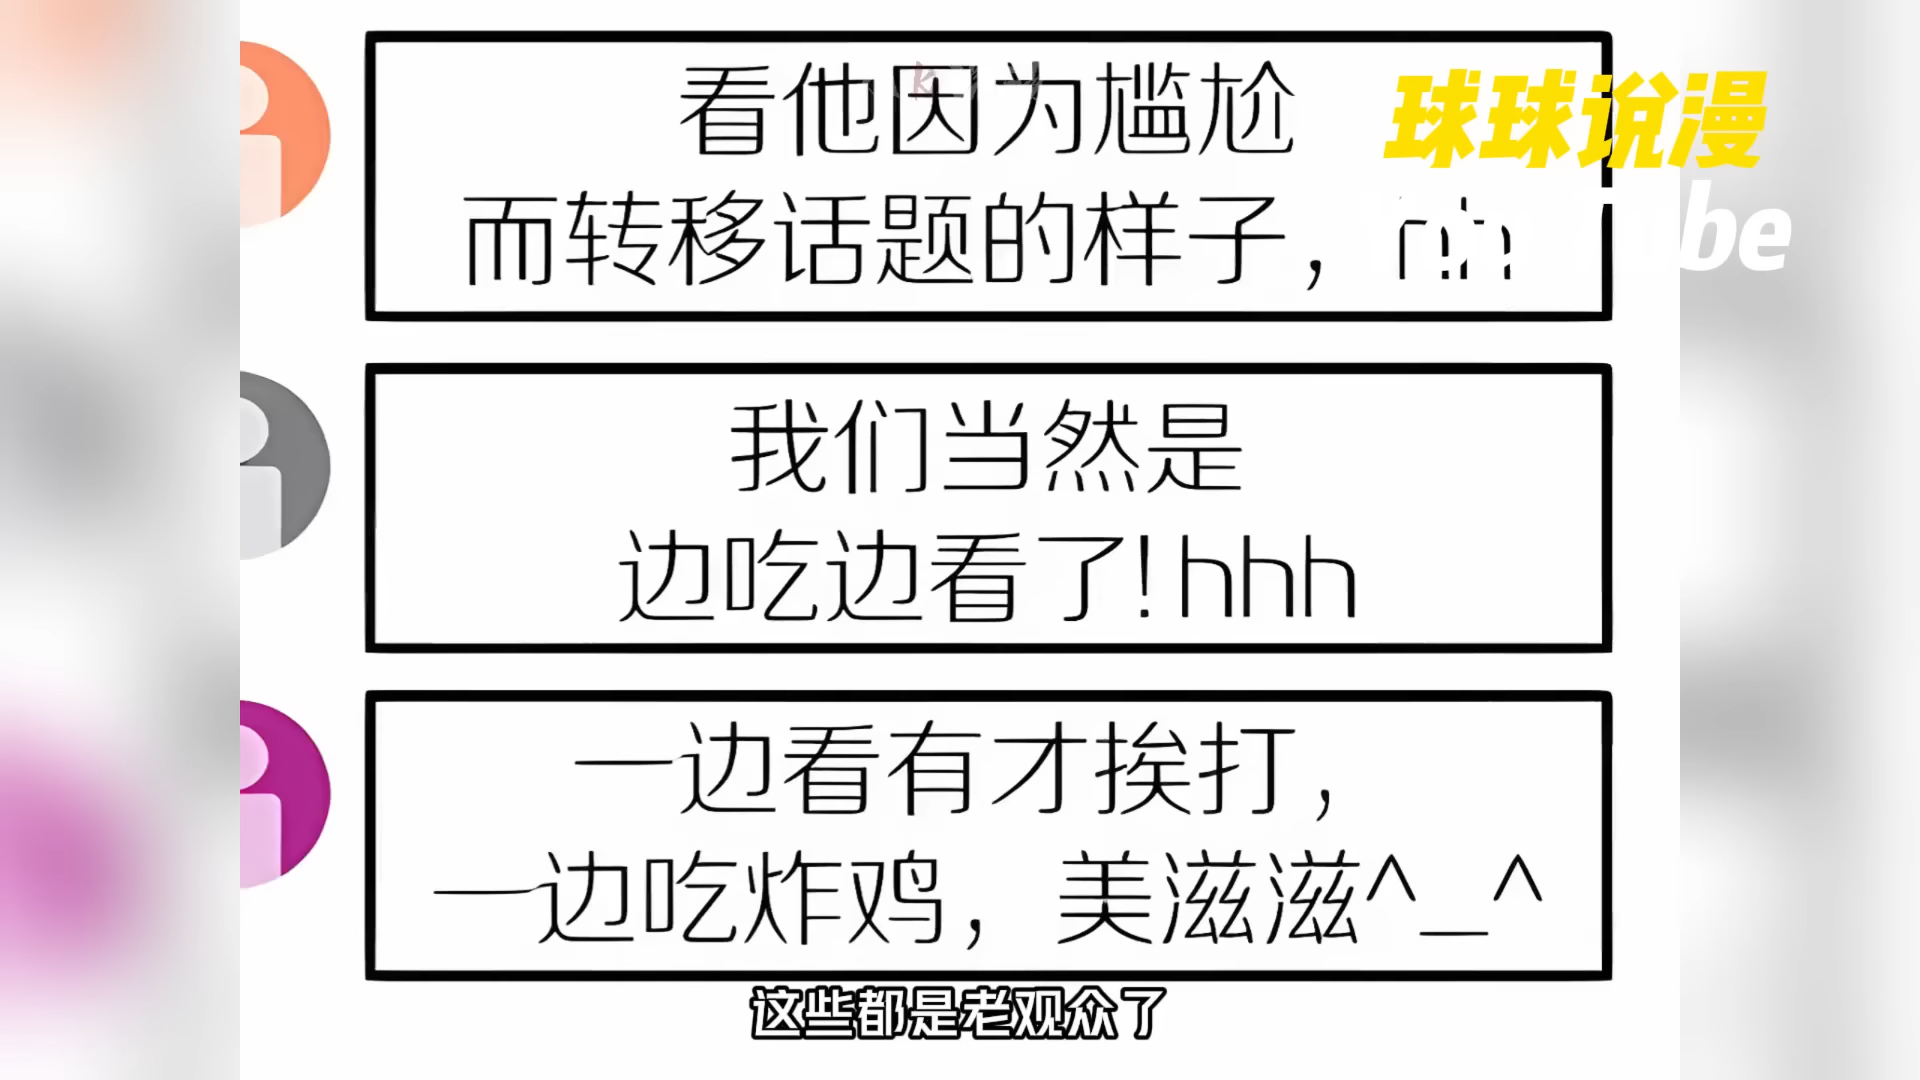 看他因为尴尬
而转移话题的样子，hh
球球说漫
YouTube
我们当然是
边吃边看了!hhh
一边看有才挨打，
一边吃炸鸡，美滋滋^_^
这些都是老观众了